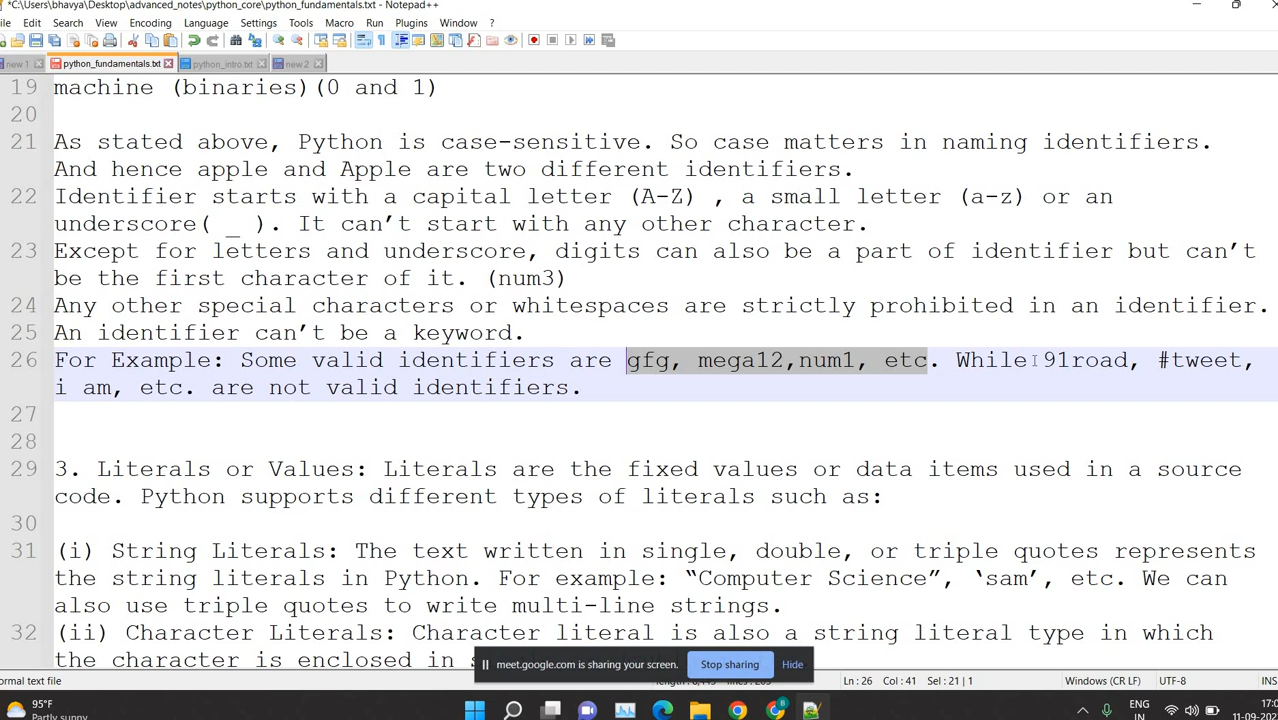 *C:\Users\bhavya\Desktop\advanced_notes\python_core\python_fundamentals.txt - Notepad++
ile Edit Search View Encoding Language Settings Tools Macro Run Plugins Window ?
new 1 python_fundamentals.txt python_intro.txt new 2
19 machine (binaries)(0 and 1)
20
21 As stated above, Python is case-sensitive. So case matters in naming identifiers.
And hence apple and Apple are two different identifiers.
22 Identifier starts with a capital letter (A-Z) , a small letter (a-z) or an
underscore( _ ). It can’t start with any other character.
23 Except for letters and underscore, digits can also be a part of identifier but can’t
be the first character of it. (num3)
24 Any other special characters or whitespaces are strictly prohibited in an identifier.
25 An identifier can’t be a keyword.
26 For Example: Some valid identifiers are gfg, mega12,num1, etc. While 91road, #tweet,
i am, etc. are not valid identifiers.
27
28
29 3. Literals or Values: Literals are the fixed values or data items used in a source
code. Python supports different types of literals such as:
30
31 (i) String Literals: The text written in single, double, or triple quotes represents
the string literals in Python. For example: “Computer Science”, ‘sam’, etc. We can
also use triple quotes to write multi-line strings.
32 (ii) Character Literals: Character literal is also a string literal type in which
the character is enclosed in
meet.google.com is sharing your screen. Stop sharing Hide
ormal text file Ln : 26 Col : 41 Sel : 21 | 1 Windows (CR LF) UTF-8 INS
95°F
Partly sunny
ENG
IN
17:0
11-09-202